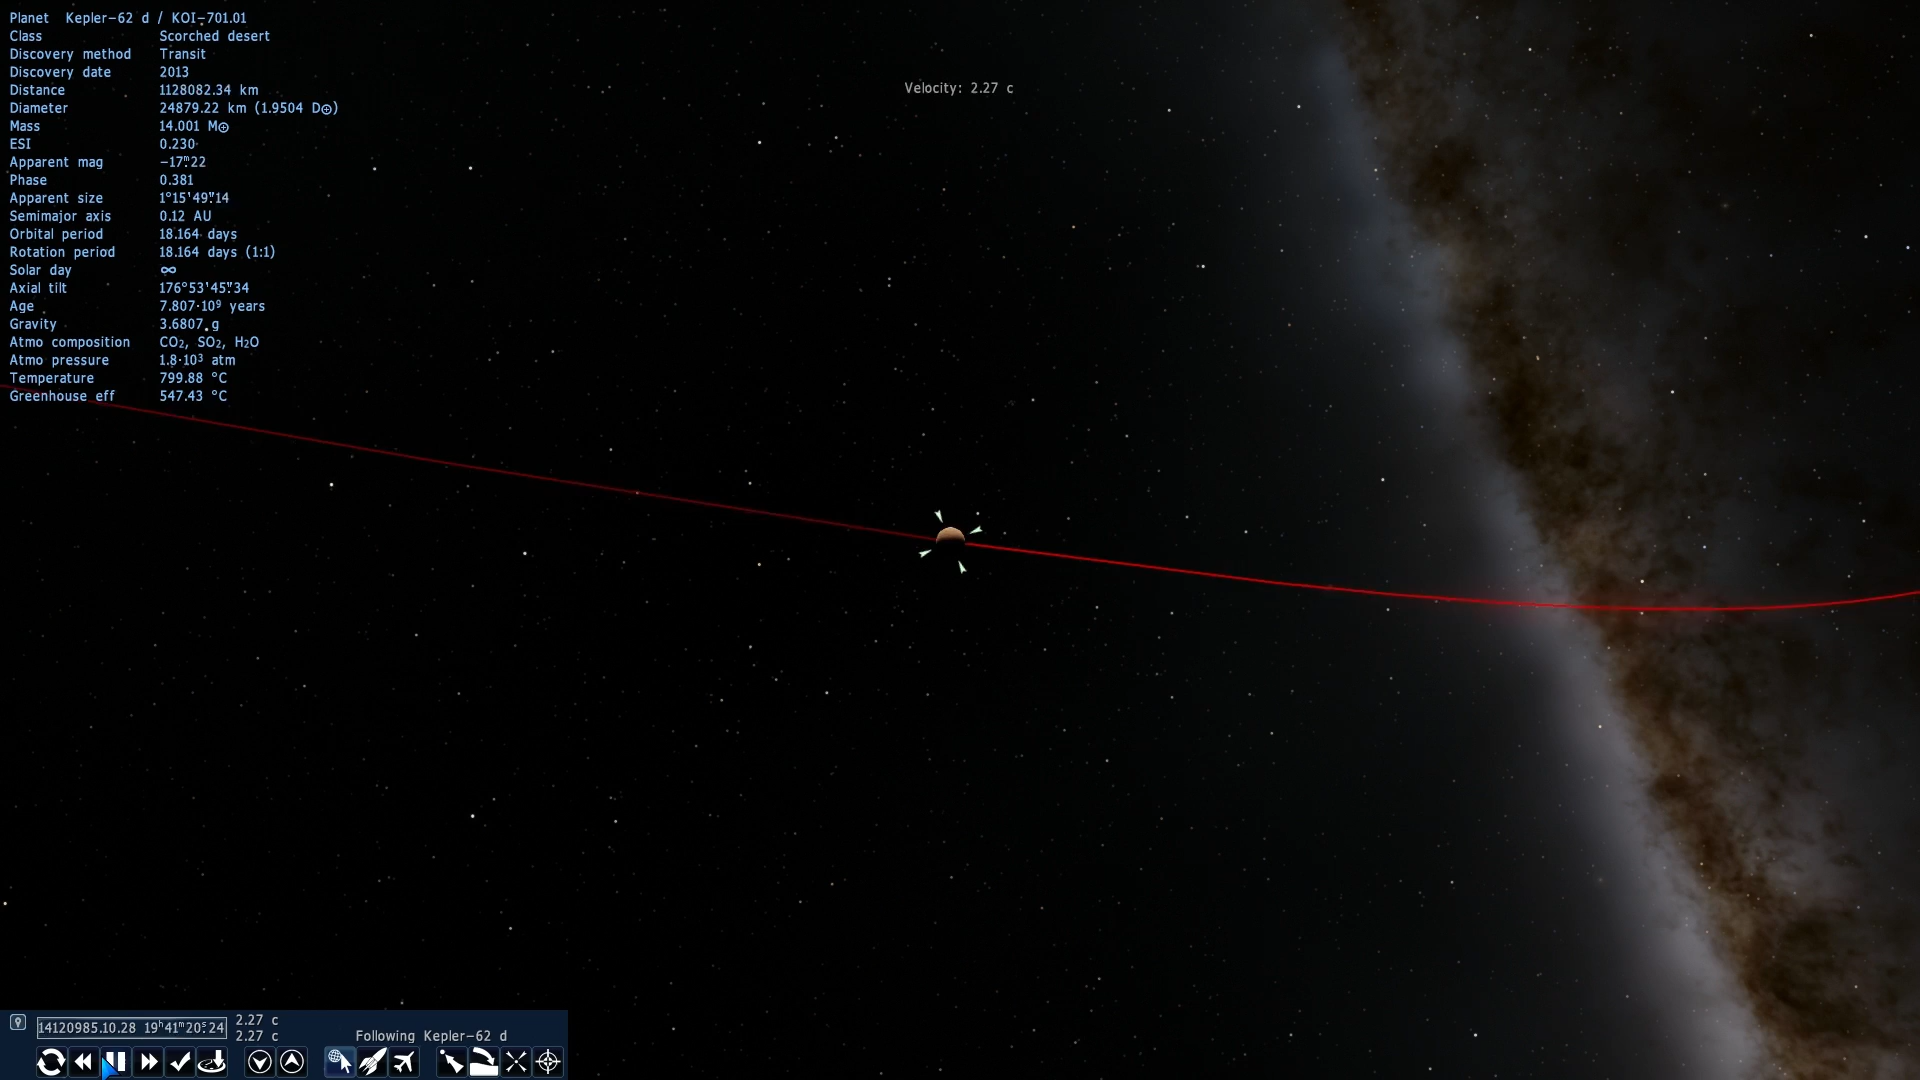 Planet Kepler-62 d / KOI-701.01
Class Scorched desert
Discovery method Transit
Discovery date 2013
Distance 1128082.34 km
Diameter 24879.22 km (1.9504 D⊕)
Mass 14.001 M⊕
ESI 0.230
Apparent mag -17ᵐ.22
Phase 0.381
Apparent size 1°15'49".14
Semimajor axis 0.12 AU
Orbital period 18.164 days
Rotation period 18.164 days (1:1)
Solar day ∞
Axial tilt 176°53'45".34
Age 7.807·10⁹ years
Gravity 3.6807 g
Atmo composition CO₂, SO₂, H₂O
Atmo pressure 1.8·10³ atm
Temperature 799.88 °C
Greenhouse eff 547.43 °C
Velocity: 2.27 c
14120985.10.28 19ʰ41ᵐ20ˢ.24
2.27 c
2.27 c
Following Kepler-62 d